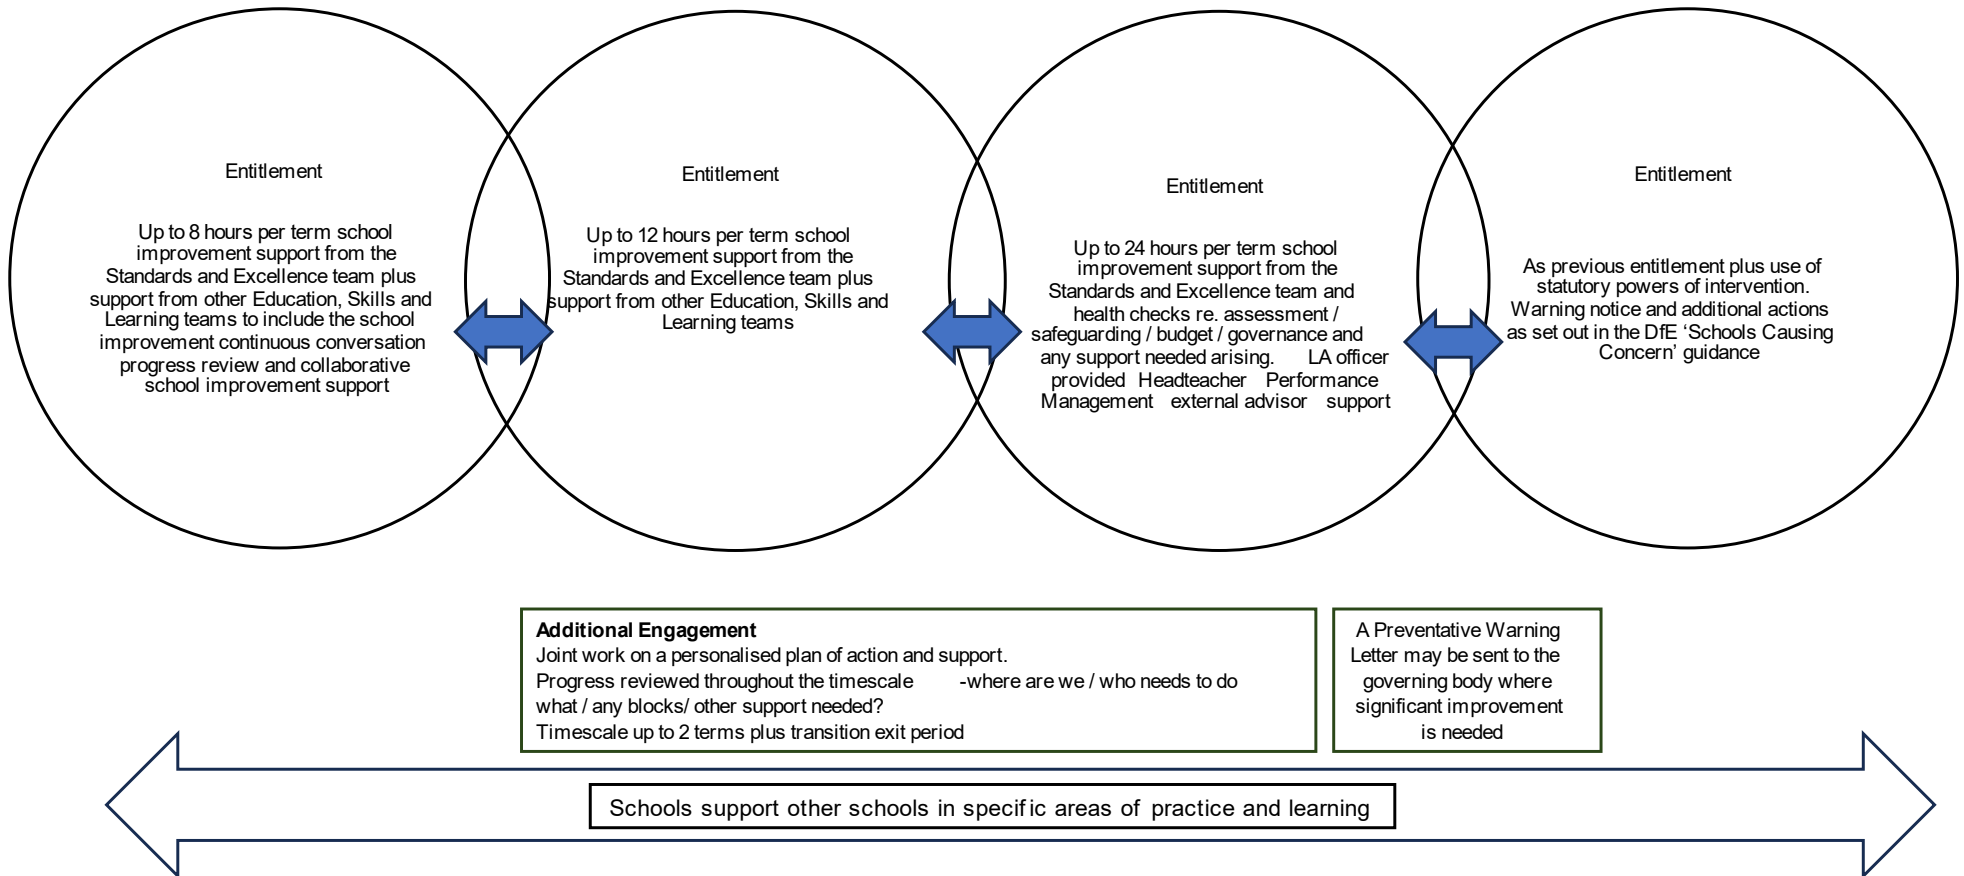 Entitlement
Up to 8 hours per term school
improvement support from the
Standards and Excellence team plus
support from other Education, Skills and
Learning teams to include the school
improvement continuous conversation
progress review and collaborative
school improvement support
Entitlement
Up to 12 hours per term school
improvement support from the
Standards and Excellence team plus
support from other Education, Skills and
Learning teams
Entitlement
Up to 24 hours per term school
improvement support from the
Standards and Excellence team and
health checks re. assessment /
safeguarding / budget / governance and
any support needed arising. LA officer
provided Headteacher Performance
Management external advisor support
Entitlement
As previous entitlement plus use of
statutory powers of intervention.
Warning notice and additional actions
as set out in the DfE ‘Schools Causing
Concern’ guidance
Additional Engagement
Joint work on a personalised plan of action and support.
Progress reviewed throughout the timescale -where are we / who needs to do
what / any blocks/ other support needed?
Timescale up to 2 terms plus transition exit period
A Preventative Warning
Letter may be sent to the
governing body where
significant improvement
is needed
Schools support other schools in specific areas of practice and learning